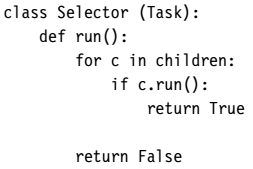 class Selector (Task):
    def run():
        for c in children:
            if c.run():
                return True

        return False